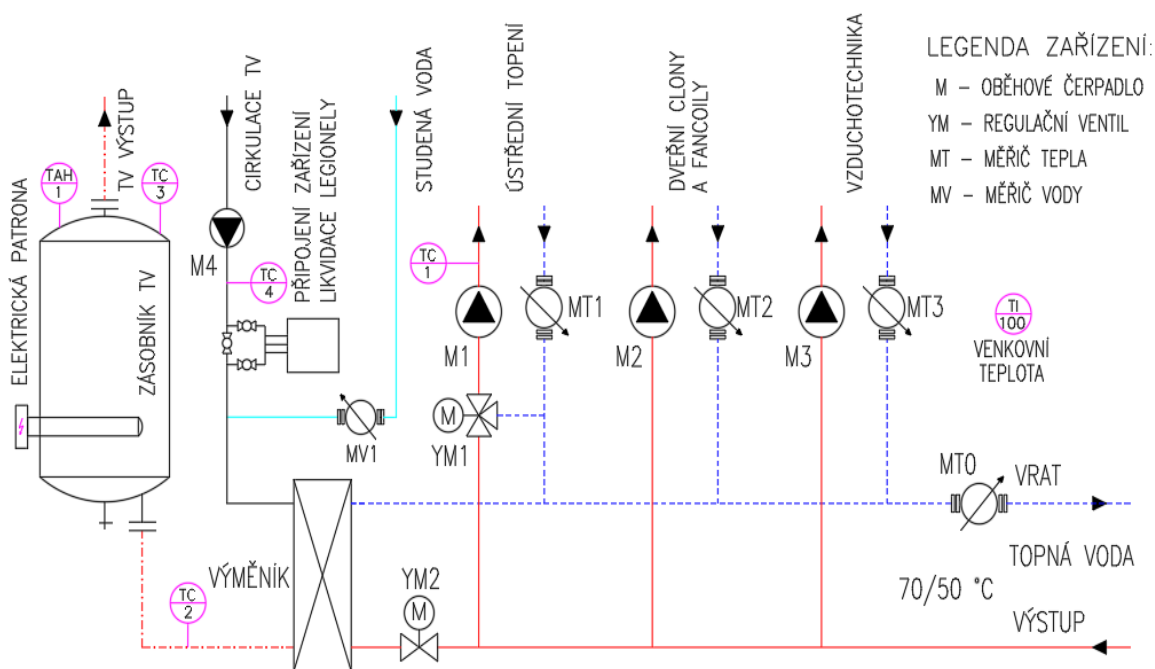 LEGENDA ZAŘÍZENÍ:
M – OBĚHOVÉ ČERPADLO
YM – REGULAČNÍ VENTIL
MT – MĚŘIČ TEPLA
MV – MĚŘIČ VODY
ELEKTRICKÁ PATRONA
TAH
1
TV VÝSTUP
TC
3
ZÁSOBNÍK TV
CIRKULACE TV
M4
TC
4
PŘIPOJENÍ ZAŘÍZENÍ
LIKVIDACE LEGIONELY
STUDENÁ VODA
MV1
ÚSTŘEDNÍ TOPENÍ
TC
1
M1
MT1
M
YM1
DVEŘNÍ CLONY
A FANCOILY
M2
MT2
VZDUCHOTECHNIKA
M3
MT3
TI
100
VENKOVNÍ
TEPLOTA
MT0
VRAT
TOPNÁ VODA
70/50 °C
VÝSTUP
VÝMĚNÍK
TC
2
YM2
M